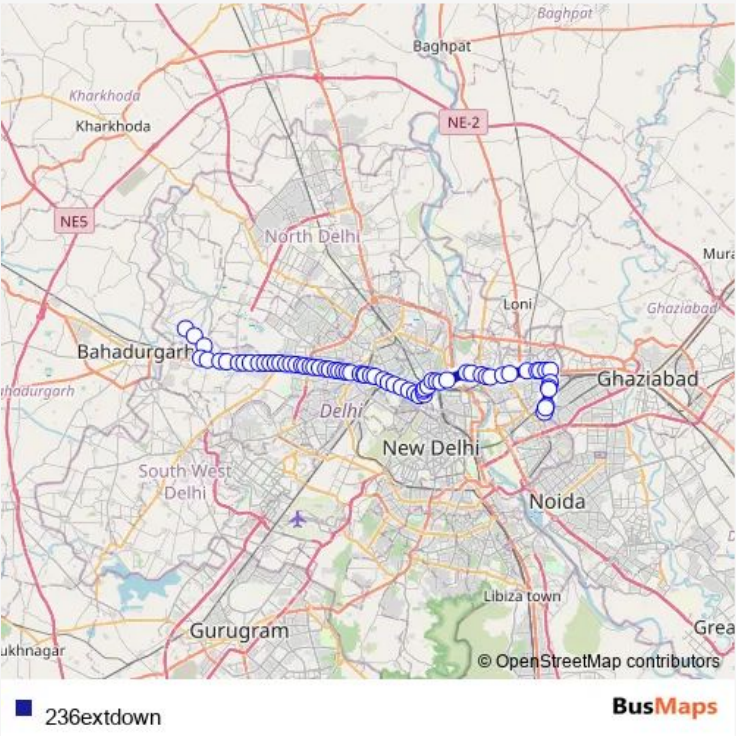 Baghpat
Baghpat
Kharkhoda
Kharkhoda
NE-2
NE5
North Delhi
Mura
Loni
Ghaziabad
Bahadurgarh
Ghaziabad
hadurgarh
Delhi
New Delhi
South West
Delhi
Noida
Libiza town
Gurugram
Grea
ukhnagar
© OpenStreetMap contributors
236extdown
BusMaps